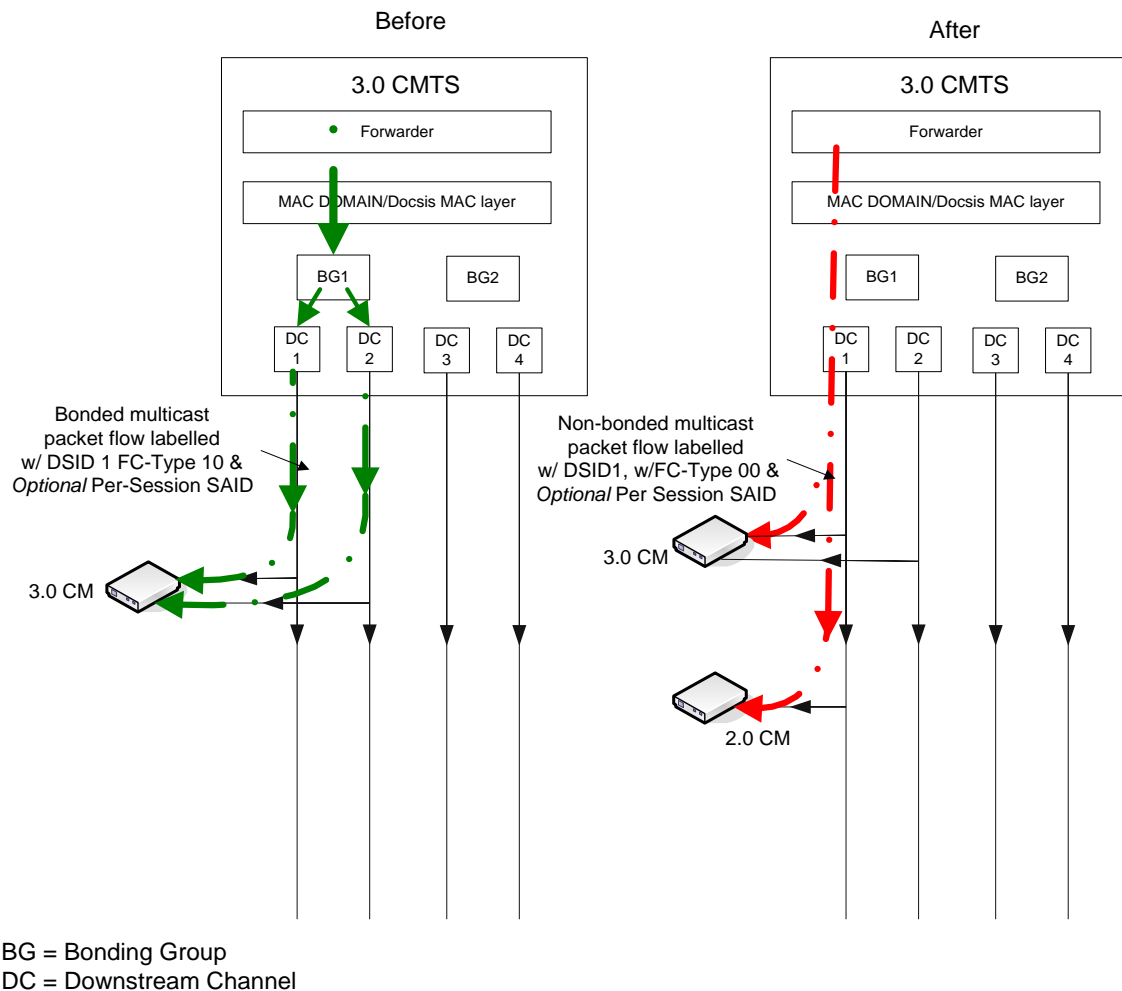 Before
3.0 CMTS
Forwarder
MAC DOMAIN/Docsis MAC layer
BG1
BG2
DC
1
DC
2
DC
3
DC
4
Bonded multicast
packet flow labelled
w/ DSID 1 FC-Type 10 &
Optional Per-Session SAID
3.0 CM
After
3.0 CMTS
Forwarder
MAC DOMAIN/Docsis MAC layer
BG1
BG2
DC
1
DC
2
DC
3
DC
4
Non-bonded multicast
packet flow labelled
w/ DSID1, w/FC-Type 00 &
Optional Per Session SAID
3.0 CM
2.0 CM
BG = Bonding Group
DC = Downstream Channel